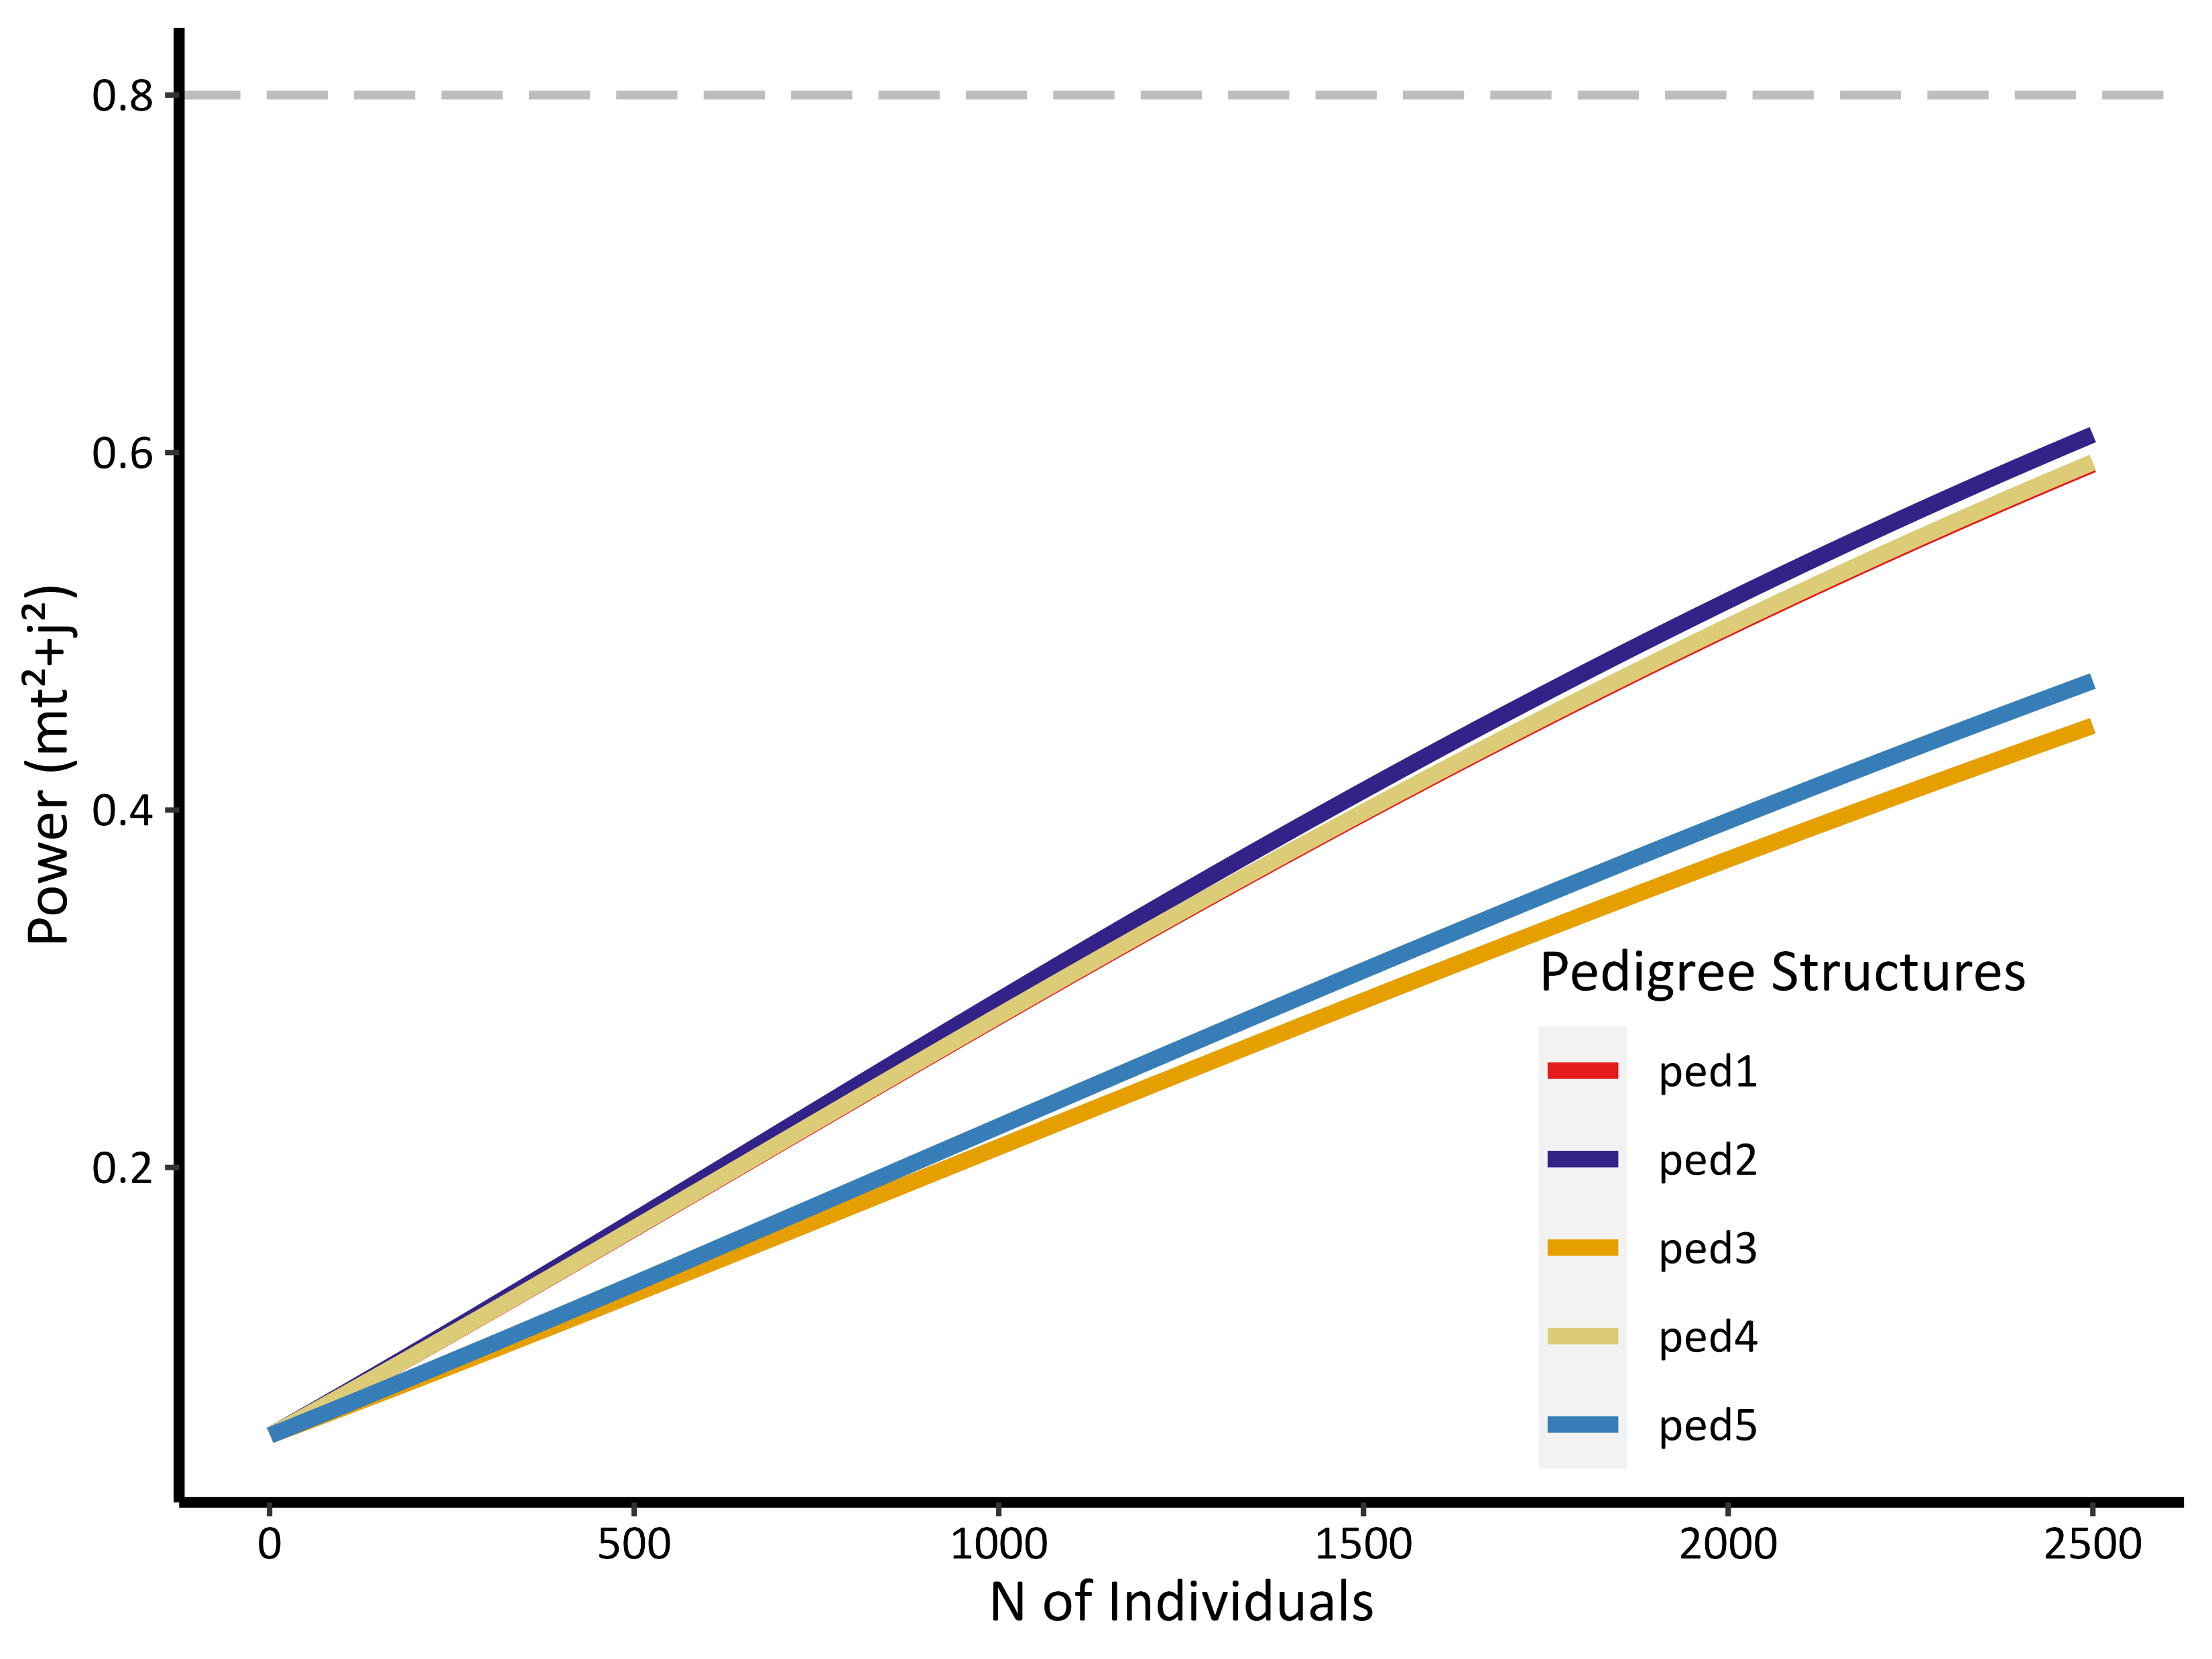 0.8
0.6
0.4
0.2
Power (mt²+j²)
0 500 1000 1500 2000 2500
N of Individuals
Pedigree Structures
ped1
ped2
ped3
ped4
ped5